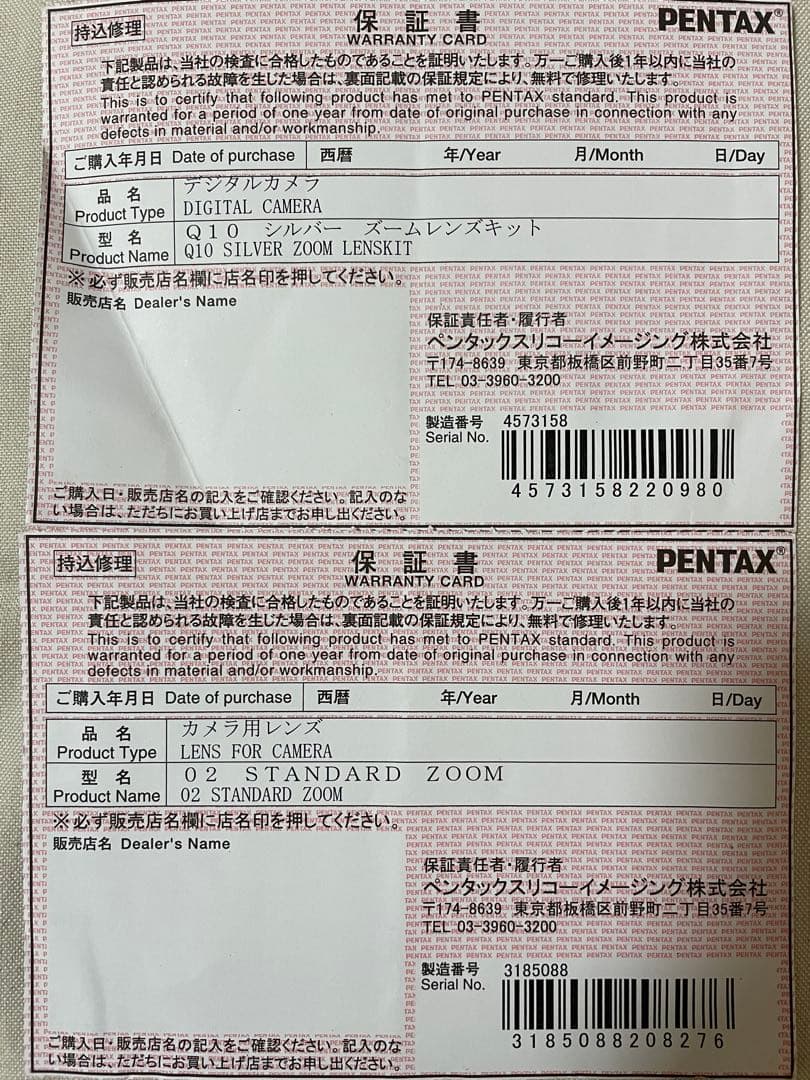 持込修理
保証書
WARRANTY CARD
PENTAX®
下記製品は、当社の検査に合格したものであることを証明いたします。万一ご購入後1年以内に当社の
責任と認められる故障を生じた場合は、裏面記載の保証規定により、無料で修理いたします。
This is to certify that following product has met to PENTAX standard. This product is
warranted for a period of one year from date of original purchase in connection with any
defects in material and/or workmanship.
ご購入年月日 Date of purchase 西暦 年/Year 月/Month 日/Day
品名 デジタルカメラ
Product Type DIGITAL CAMERA
型名 Q10 シルバー ズームレンズキット
Product Name Q10 SILVER ZOOM LENSKIT
※必ず販売店名欄に店名印を押してください。
販売店名 Dealer's Name
保証責任者・履行者
ペンタックスリコーイメージング株式会社
〒174-8639 東京都板橋区前野町二丁目35番7号
TEL 03-3960-3200
製造番号 4573158
Serial No.
4573158220980
ご購入日・販売店名の記入をご確認ください。記入のな
い場合は、ただちにお買い上げ店までお申し出ください。
持込修理
保証書
WARRANTY CARD
PENTAX®
下記製品は、当社の検査に合格したものであることを証明いたします。万一ご購入後1年以内に当社の
責任と認められる故障を生じた場合は、裏面記載の保証規定により、無料で修理いたします。
This is to certify that following product has met to PENTAX standard. This product is
warranted for a period of one year from date of original purchase in connection with any
defects in material and/or workmanship.
ご購入年月日 Date of purchase 西暦 年/Year 月/Month 日/Day
品名 カメラ用レンズ
Product Type LENS FOR CAMERA
型名 02 STANDARD ZOOM
Product Name 02 STANDARD ZOOM
※必ず販売店名欄に店名印を押してください。
販売店名 Dealer's Name
保証責任者・履行者
ペンタックスリコーイメージング株式会社
〒174-8639 東京都板橋区前野町二丁目35番7号
TEL 03-3960-3200
製造番号 3185088
Serial No.
3185088208276
ご購入日・販売店名の記入をご確認ください。記入のな
い場合は、ただちにお買い上げ店までお申し出ください。